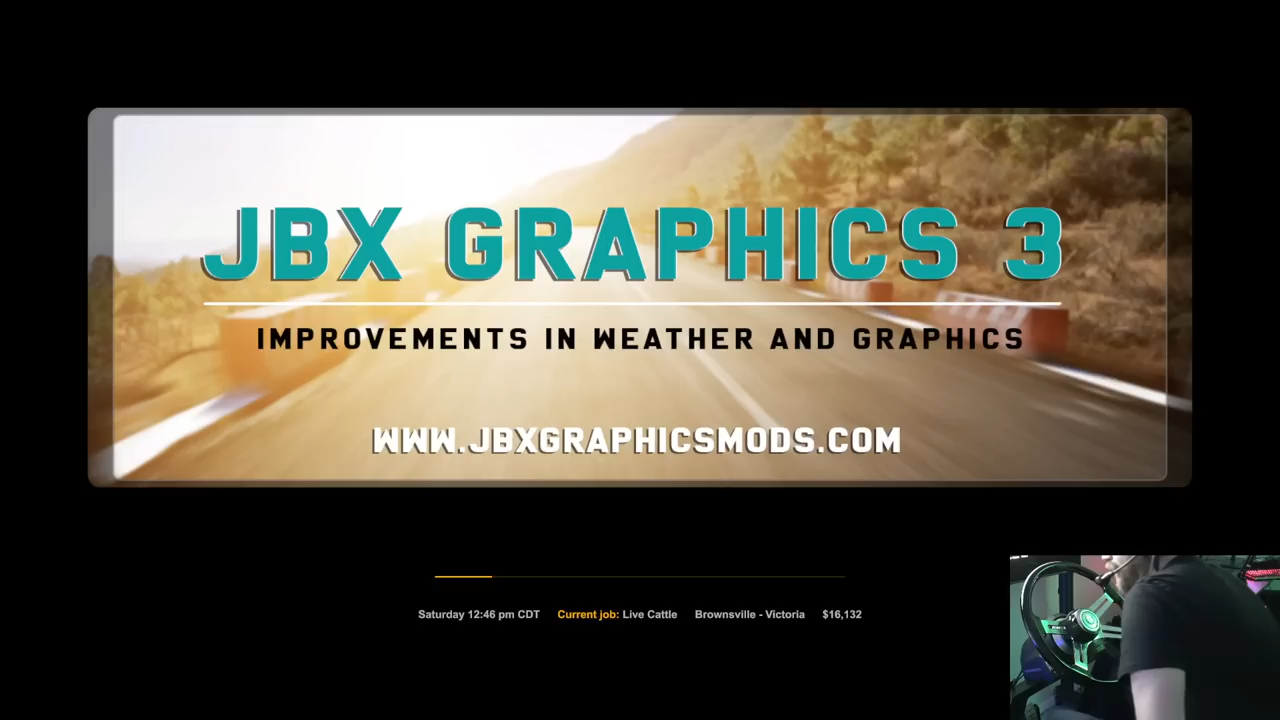 JBX GRAPHICS 3
IMPROVEMENTS IN WEATHER AND GRAPHICS
WWW.JBXGRAPHICSMODS.COM
Saturday 12:46 pm CDT Current job: Live Cattle Brownsville - Victoria $16,132